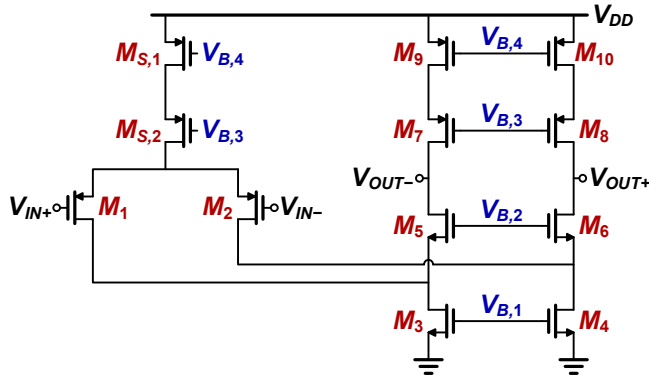 V_DD
M_S,1 V_B,4 M_9 V_B,4 M_10
M_S,2 V_B,3 M_7 V_B,3 M_8
V_OUT− V_OUT+
V_IN+ M_1 M_2 V_IN− M_5 V_B,2 M_6
M_3 V_B,1 M_4